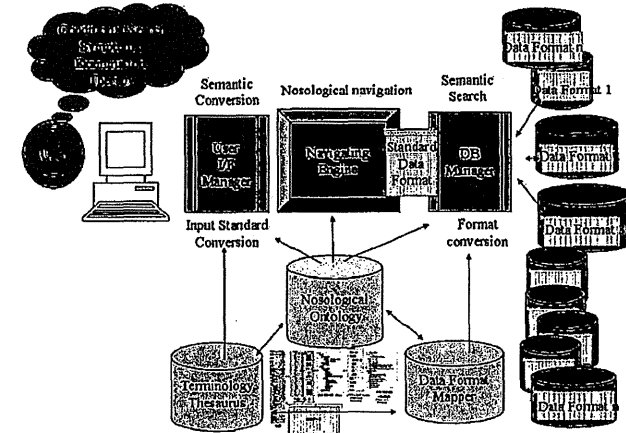 Semantic
Conversion
Nosological navigation
Semantic
Search
Data Format n
Data Format 1
User
I/F
Manager
Navigating
Engine
Standard
Data
Format
DB
Manager
Data Format
Data Format
Input Standard
Conversion
Format
conversion
Nosological
Ontology
Terminology
Thesaurus
Data Format
Mapper
Data Format n